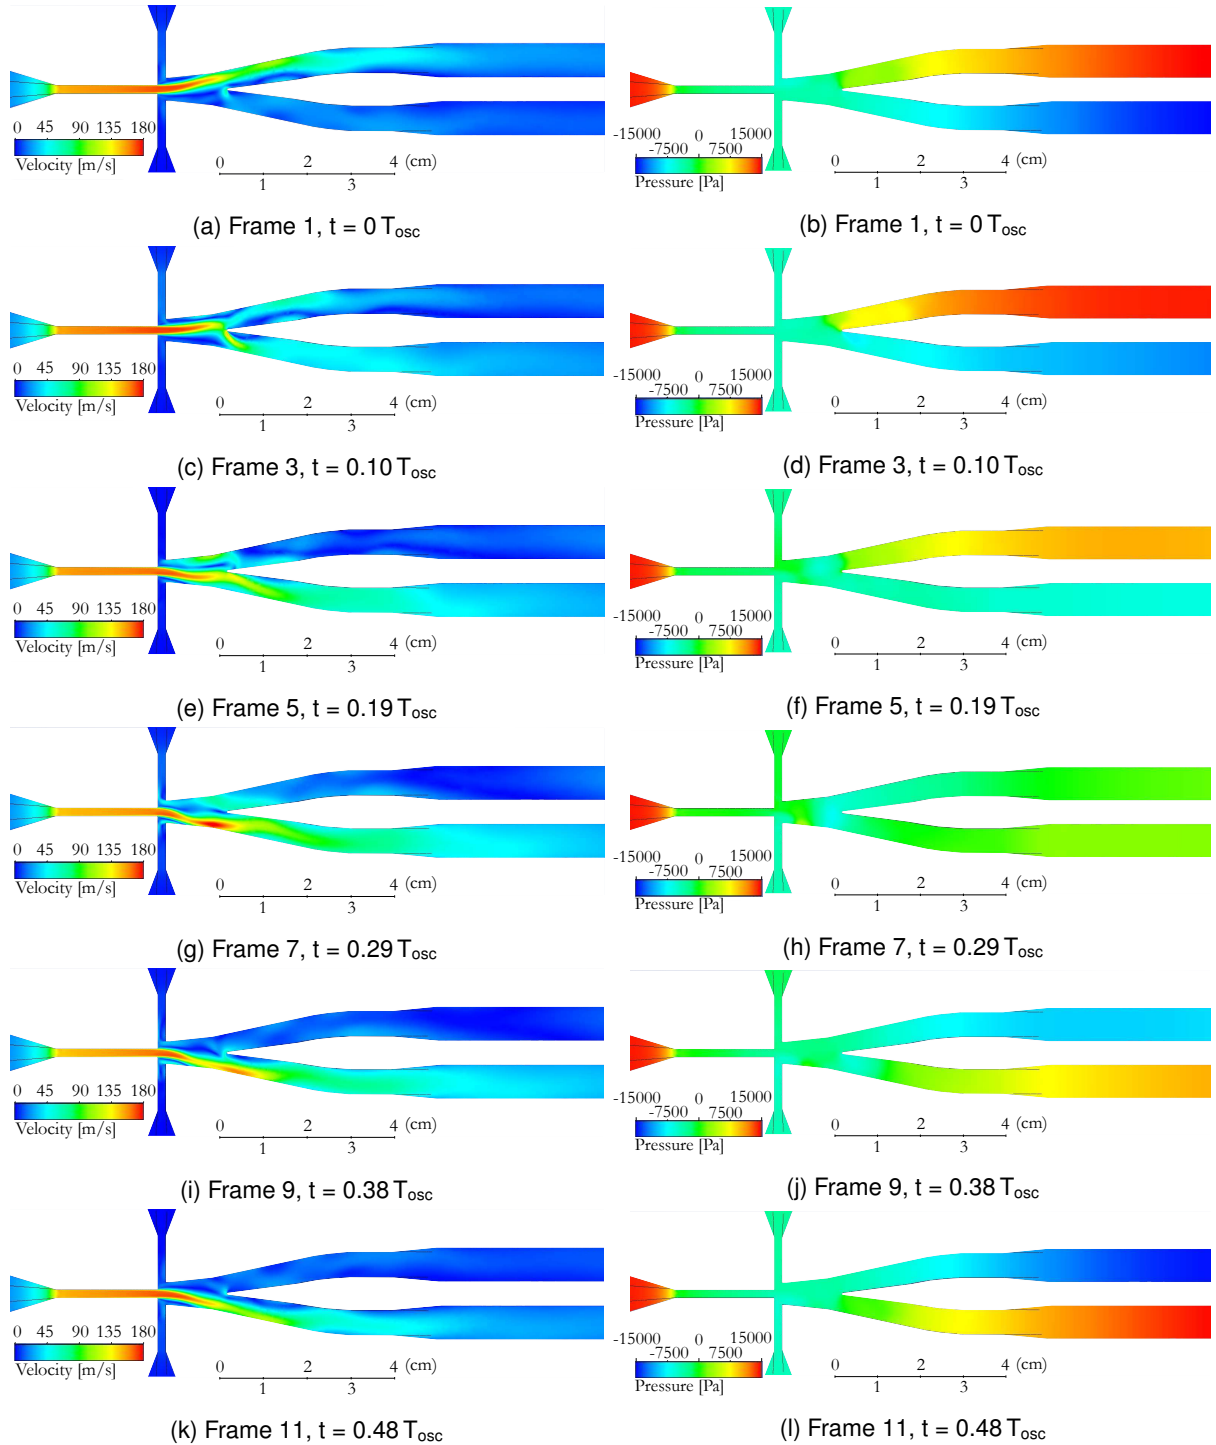 0 45 90 135 180
Velocity [m/s]
0 2 4 (cm)
1 3
-15000 0 15000
-7500 7500
Pressure [Pa]
0 2 4 (cm)
1 3
(a) Frame 1, t = 0 Tosc
(b) Frame 1, t = 0 Tosc
0 45 90 135 180
Velocity [m/s]
0 2 4 (cm)
1 3
-15000 0 15000
-7500 7500
Pressure [Pa]
0 2 4 (cm)
1 3
(c) Frame 3, t = 0.10 Tosc
(d) Frame 3, t = 0.10 Tosc
0 45 90 135 180
Velocity [m/s]
0 2 4 (cm)
1 3
-15000 0 15000
-7500 7500
Pressure [Pa]
0 2 4 (cm)
1 3
(e) Frame 5, t = 0.19 Tosc
(f) Frame 5, t = 0.19 Tosc
0 45 90 135 180
Velocity [m/s]
0 2 4 (cm)
1 3
-15000 0 15000
-7500 7500
Pressure [Pa]
0 2 4 (cm)
1 3
(g) Frame 7, t = 0.29 Tosc
(h) Frame 7, t = 0.29 Tosc
0 45 90 135 180
Velocity [m/s]
0 2 4 (cm)
1 3
-15000 0 15000
-7500 7500
Pressure [Pa]
0 2 4 (cm)
1 3
(i) Frame 9, t = 0.38 Tosc
(j) Frame 9, t = 0.38 Tosc
0 45 90 135 180
Velocity [m/s]
0 2 4 (cm)
1 3
-15000 0 15000
-7500 7500
Pressure [Pa]
0 2 4 (cm)
1 3
(k) Frame 11, t = 0.48 Tosc
(l) Frame 11, t = 0.48 Tosc